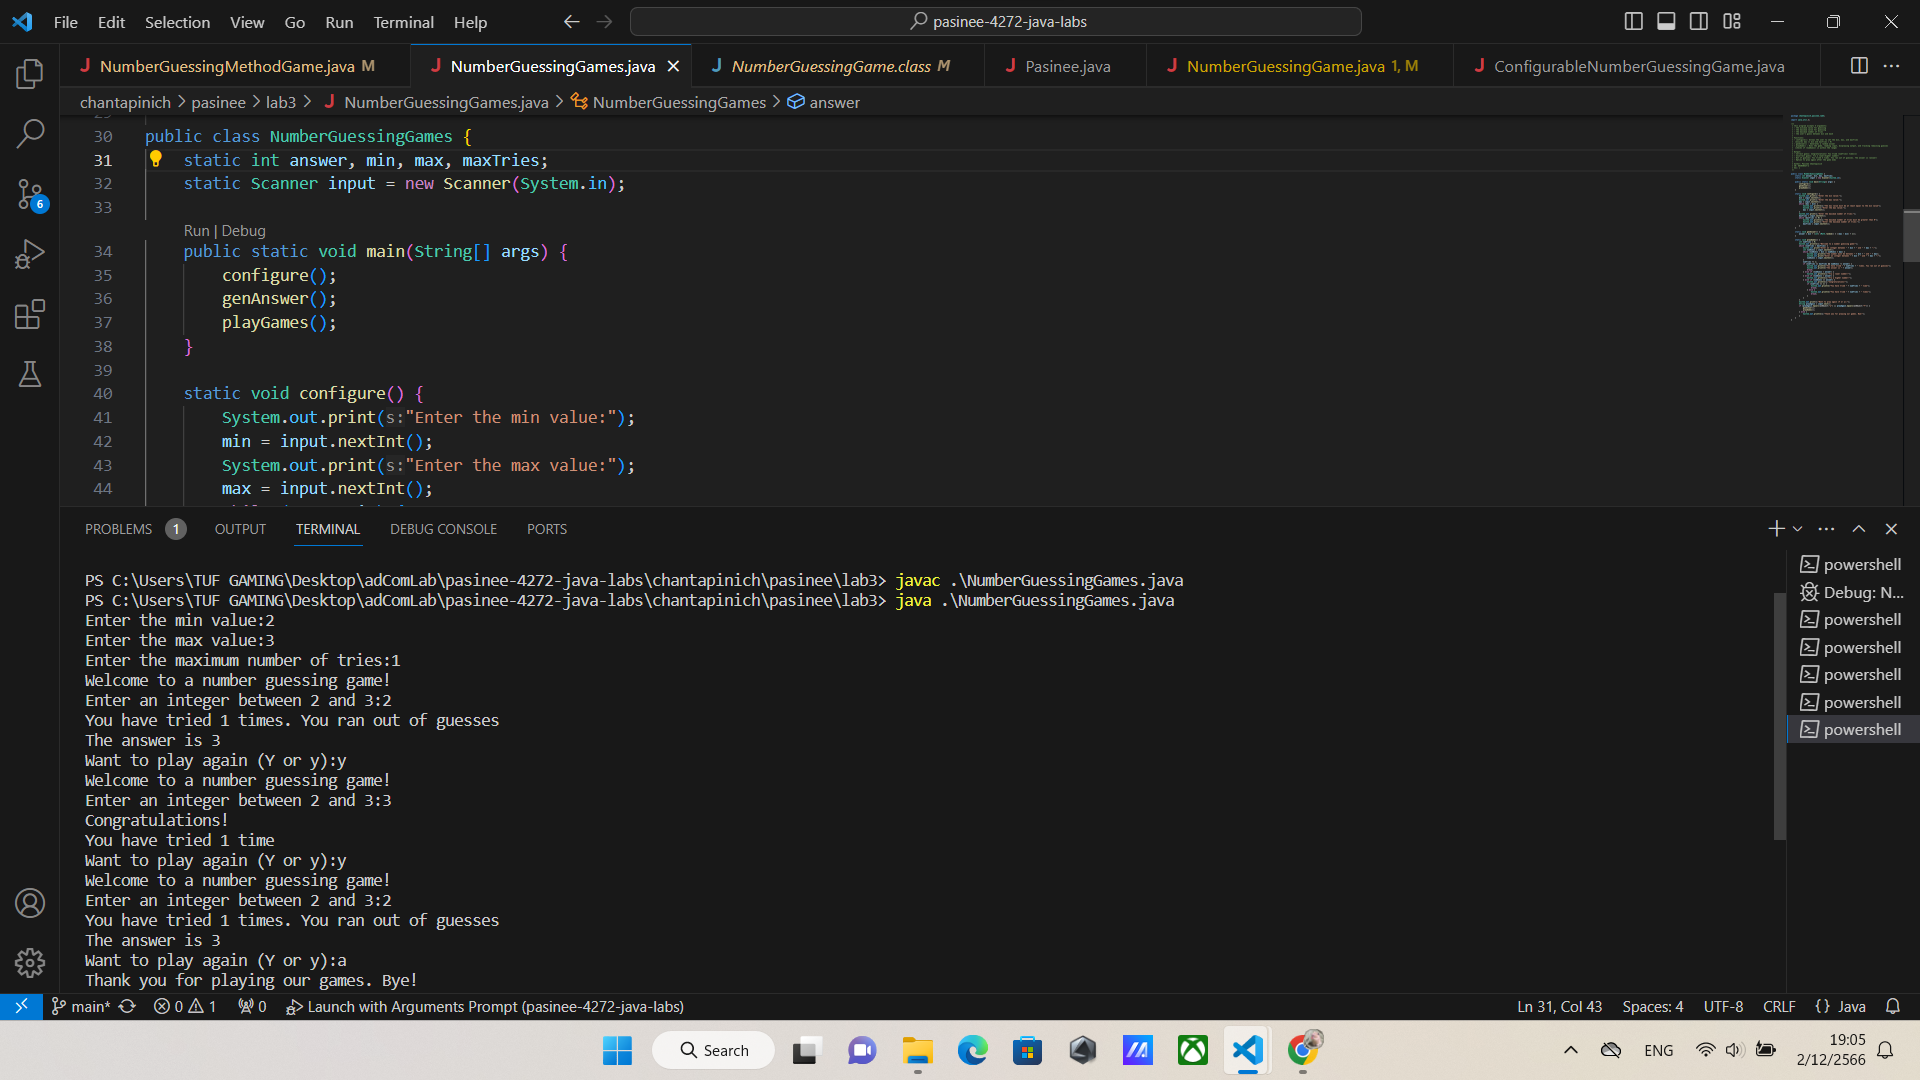 File Edit Selection View Go Run Terminal Help
pasinee-4272-java-labs
NumberGuessingMethodGame.java M
NumberGuessingGames.java
NumberGuessingGame.class M
Pasinee.java
NumberGuessingGame.java 1, M
ConfigurableNumberGuessingGame.java
chantapinich > pasinee > lab3 > NumberGuessingGames.java > NumberGuessingGames > answer
30 public class NumberGuessingGames {
31 static int answer, min, max, maxTries;
32 static Scanner input = new Scanner(System.in);
33
Run | Debug
34 public static void main(String[] args) {
35 configure();
36 genAnswer();
37 playGames();
38 }
39
40 static void configure() {
41 System.out.print(s:"Enter the min value:");
42 min = input.nextInt();
43 System.out.print(s:"Enter the max value:");
44 max = input.nextInt();
6
PROBLEMS 1 OUTPUT TERMINAL DEBUG CONSOLE PORTS
PS C:\Users\TUF GAMING\Desktop\adComLab\pasinee-4272-java-labs\chantapinich\pasinee\lab3> javac .\NumberGuessingGames.java
PS C:\Users\TUF GAMING\Desktop\adComLab\pasinee-4272-java-labs\chantapinich\pasinee\lab3> java .\NumberGuessingGames.java
Enter the min value:2
Enter the max value:3
Enter the maximum number of tries:1
Welcome to a number guessing game!
Enter an integer between 2 and 3:2
You have tried 1 times. You ran out of guesses
The answer is 3
Want to play again (Y or y):y
Welcome to a number guessing game!
Enter an integer between 2 and 3:3
Congratulations!
You have tried 1 time
Want to play again (Y or y):y
Welcome to a number guessing game!
Enter an integer between 2 and 3:2
You have tried 1 times. You ran out of guesses
The answer is 3
Want to play again (Y or y):a
Thank you for playing our games. Bye!
powershell
Debug: N...
powershell
powershell
powershell
powershell
powershell
main* 0 1 0 Launch with Arguments Prompt (pasinee-4272-java-labs)
Ln 31, Col 43 Spaces: 4 UTF-8 CRLF {} Java
Search
ENG
19:05
2/12/2566